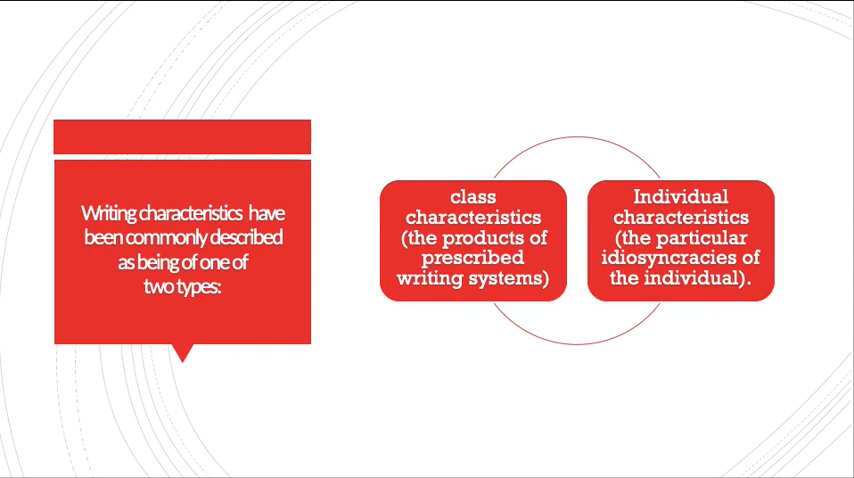 Writing characteristics have
been commonly described
as being of one of
two types:
class
characteristics
(the products of
prescribed
writing systems)
Individual
characteristics
(the particular
idiosyncracies of
the individual).